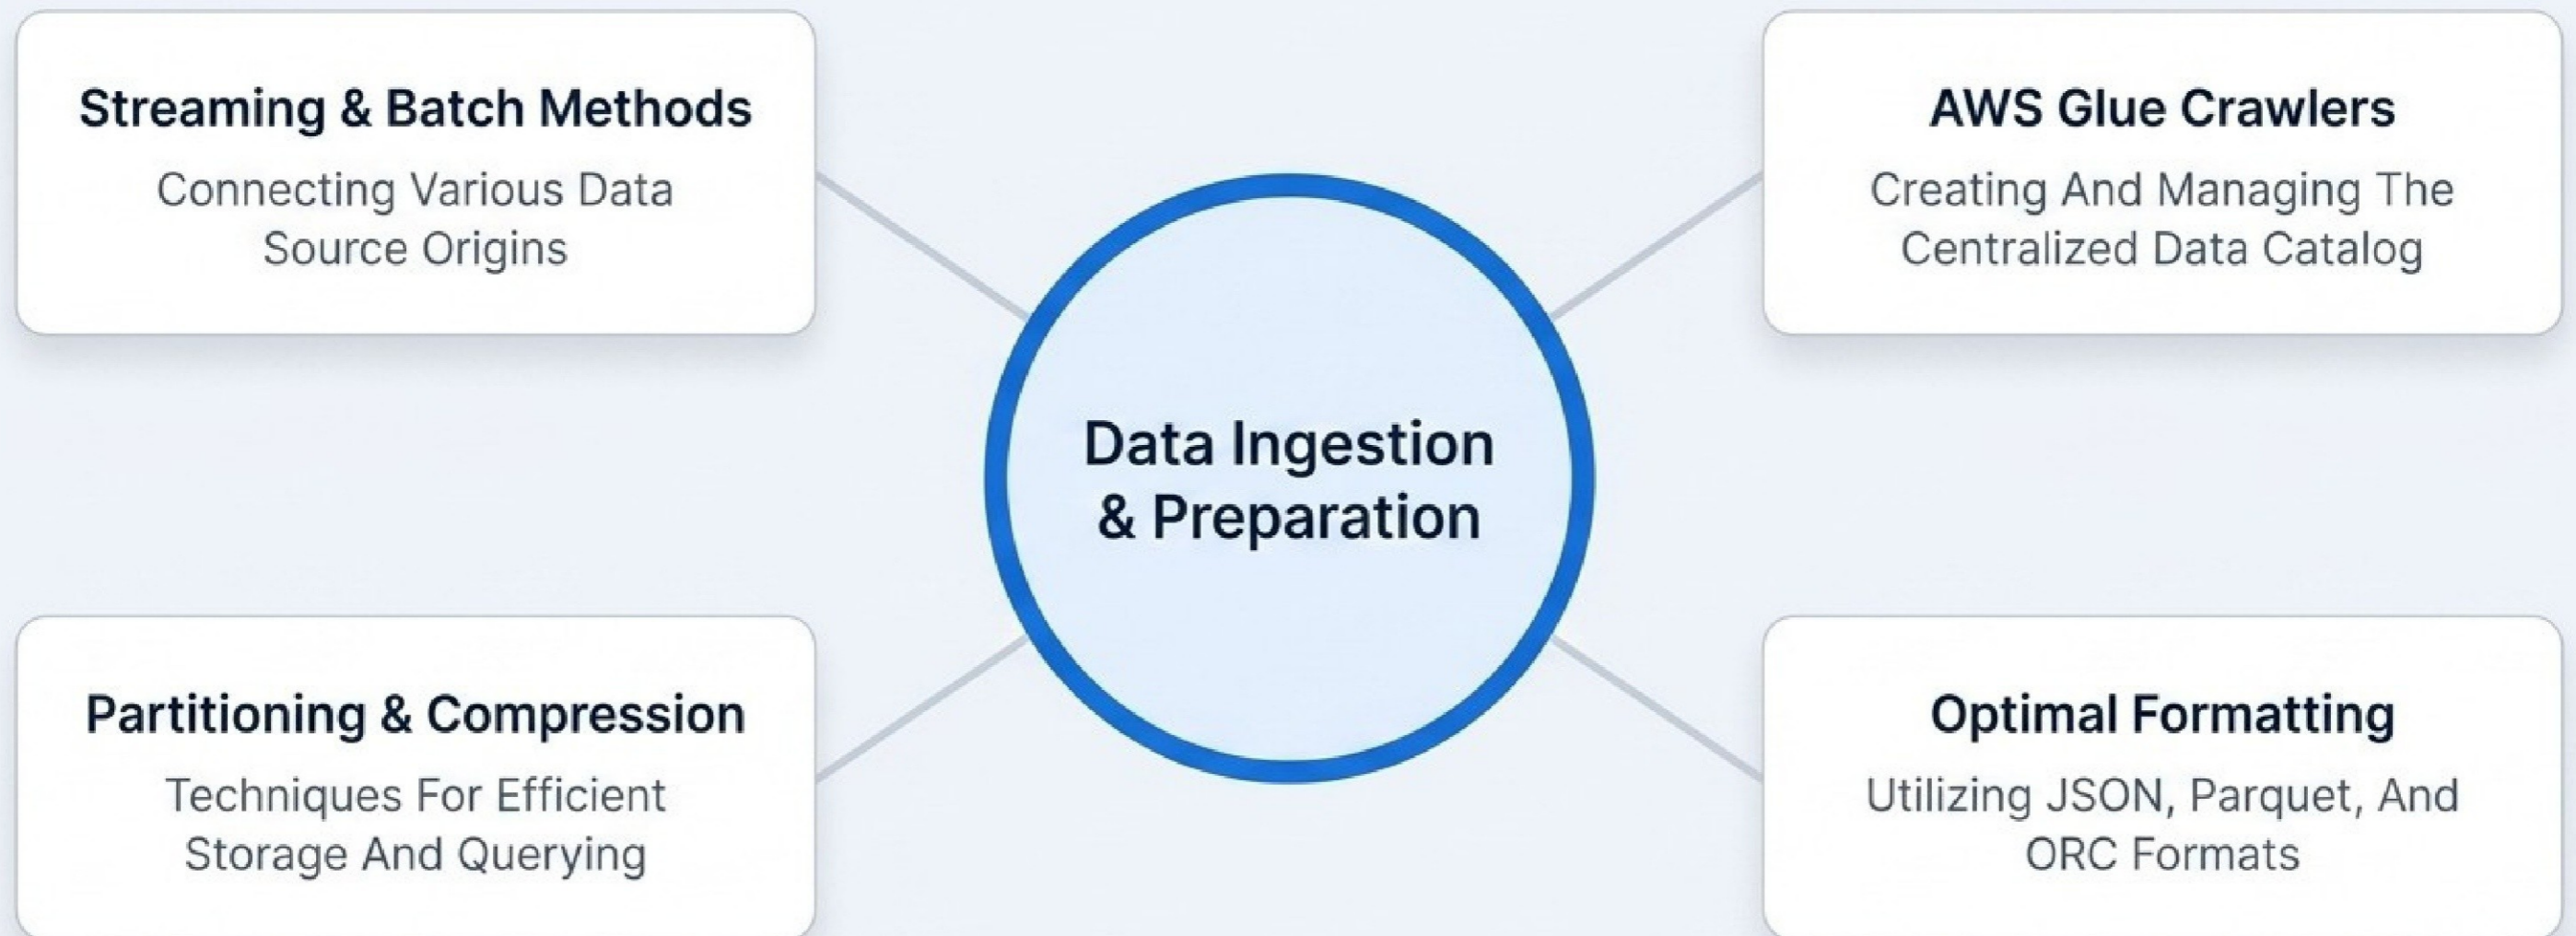 Streaming & Batch Methods
Connecting Various Data
Source Origins
AWS Glue Crawlers
Creating And Managing The
Centralized Data Catalog
Data Ingestion
& Preparation
Partitioning & Compression
Techniques For Efficient
Storage And Querying
Optimal Formatting
Utilizing JSON, Parquet, And
ORC Formats